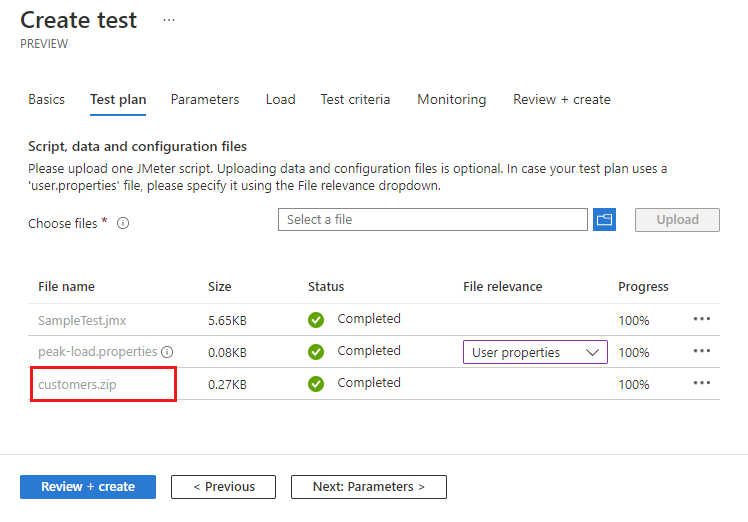 Create test ...
PREVIEW
Basics Test plan Parameters Load Test criteria Monitoring Review + create
Script, data and configuration files
Please upload one JMeter script. Uploading data and configuration files is optional. In case your test plan uses a
'user.properties' file, please specify it using the File relevance dropdown.
Choose files * Select a file Upload
File name Size Status File relevance Progress
SampleTest.jmx 5.65KB Completed 100% ...
peak-load.properties 0.08KB Completed User properties 100% ...
customers.zip 0.27KB Completed 100% ...
Review + create < Previous Next: Parameters >